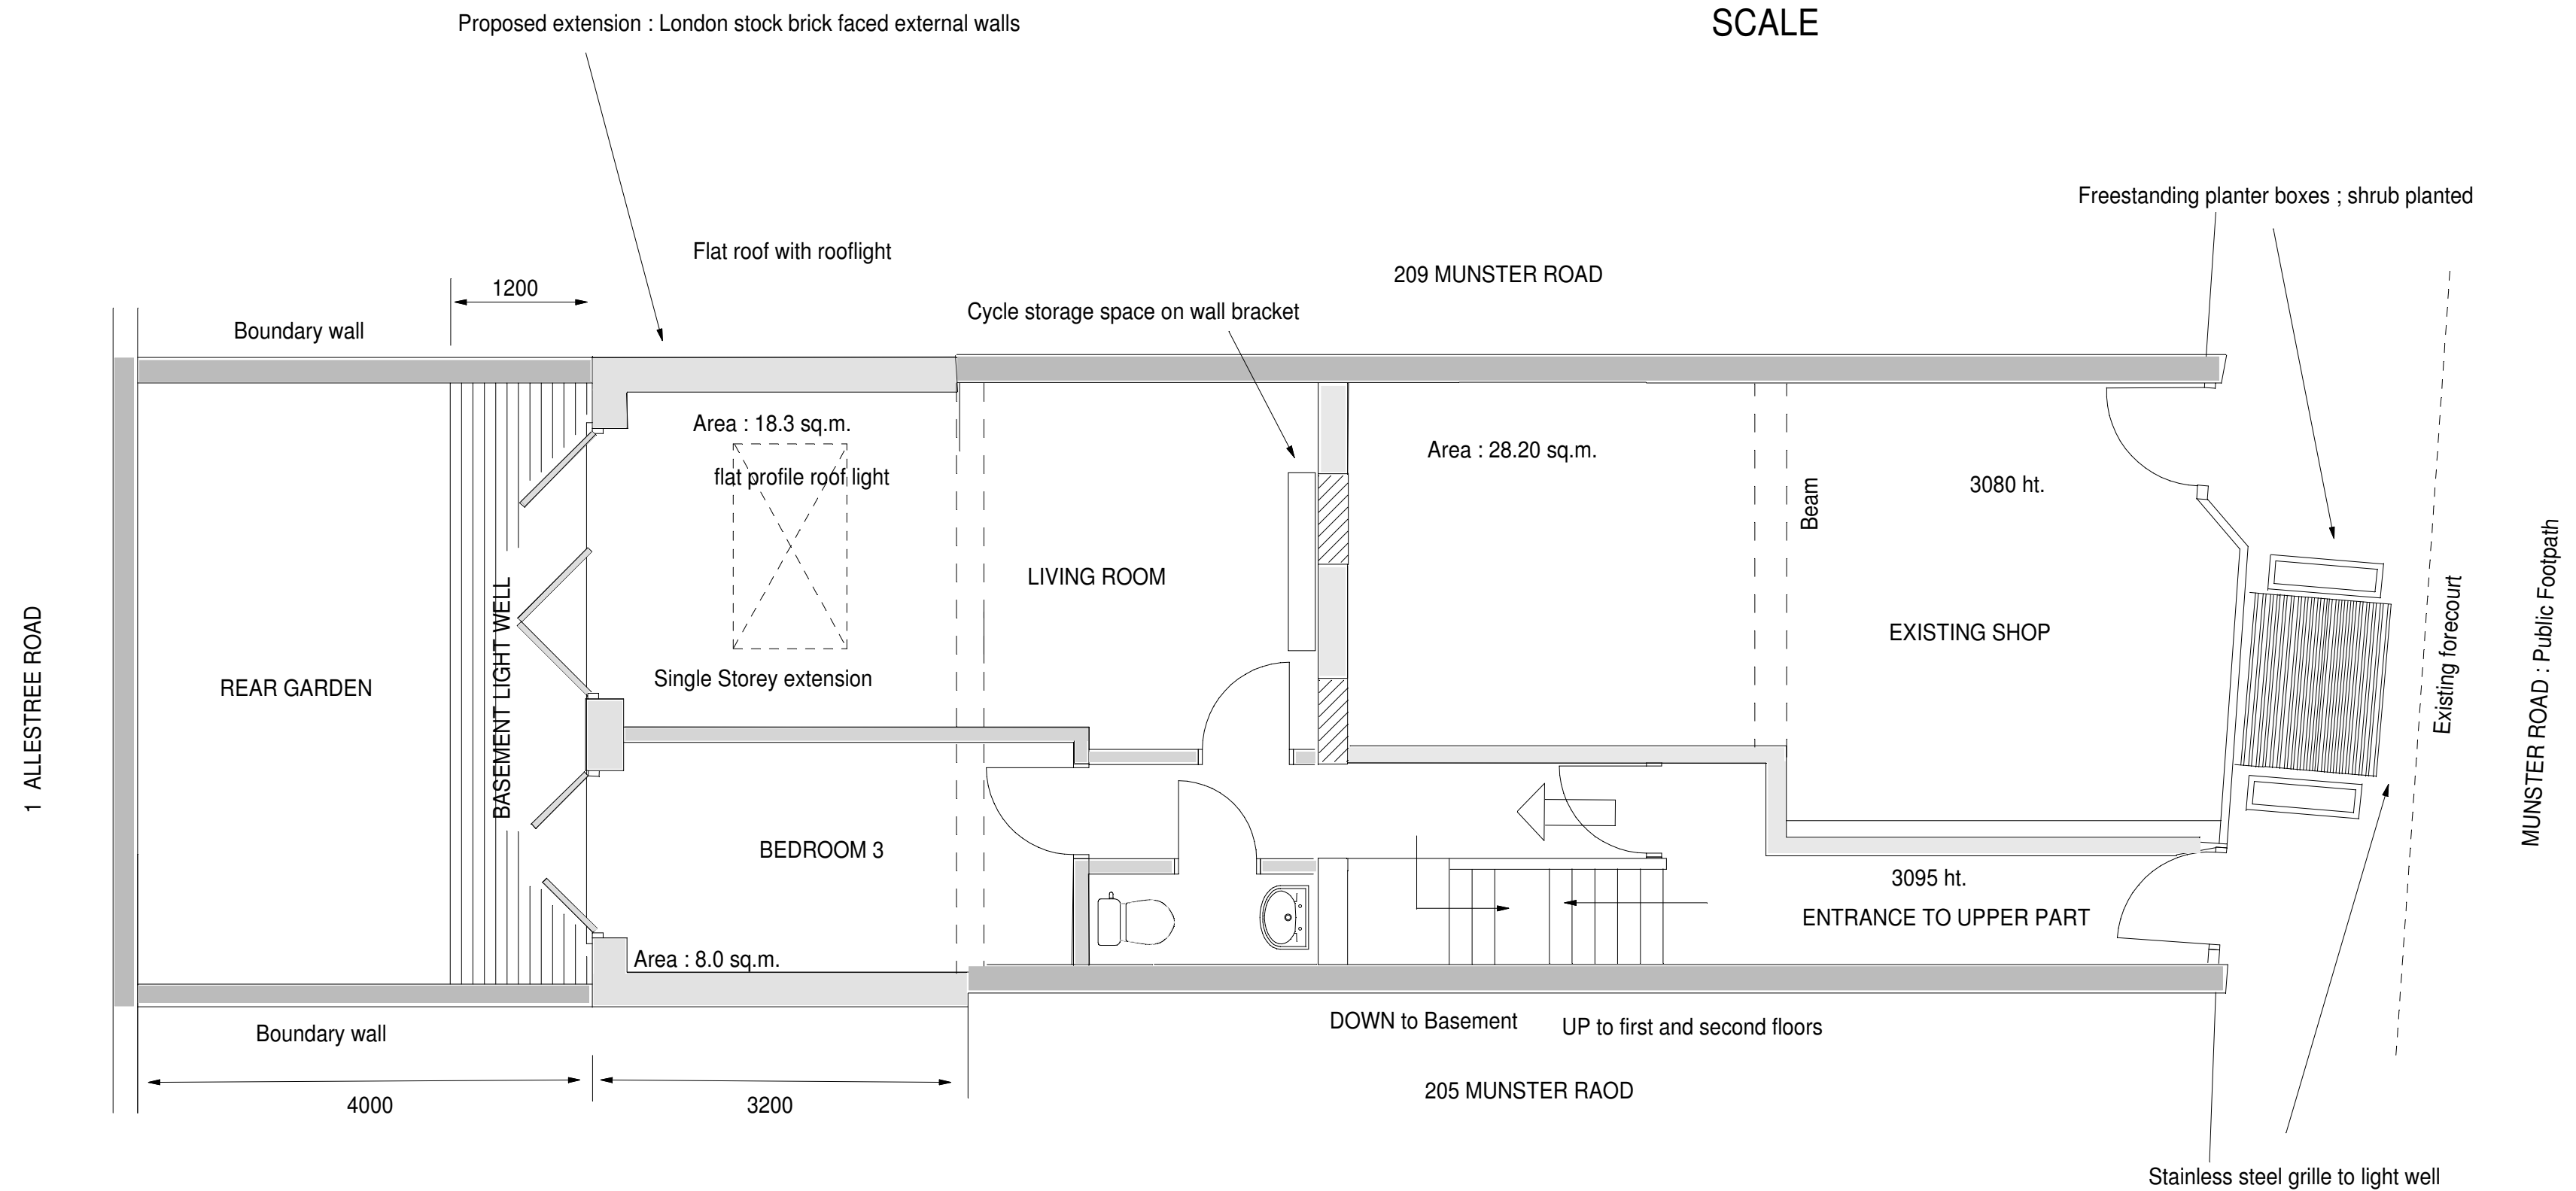 Proposed extension : London stock brick faced external walls
SCALE
Freestanding planter boxes ; shrub planted
Flat roof with rooflight
209 MUNSTER ROAD
1200
Cycle storage space on wall bracket
Boundary wall
Area : 18.3 sq.m.
Area : 28.20 sq.m.
flat profile roof light
3080 ht.
Beam
LIVING ROOM
EXISTING SHOP
Existing forecourt
MUNSTER ROAD : Public Footpath
1 ALLESTREE ROAD
REAR GARDEN
BASEMENT LIGHT WELL
Single Storey extension
BEDROOM 3
3095 ht.
ENTRANCE TO UPPER PART
Area : 8.0 sq.m.
Boundary wall
DOWN to Basement
UP to first and second floors
205 MUNSTER RAOD
4000
3200
Stainless steel grille to light well